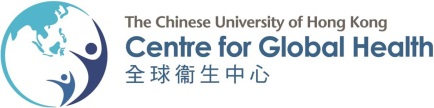 The Chinese University of Hong Kong
Centre for Global Health
全球衞生中心